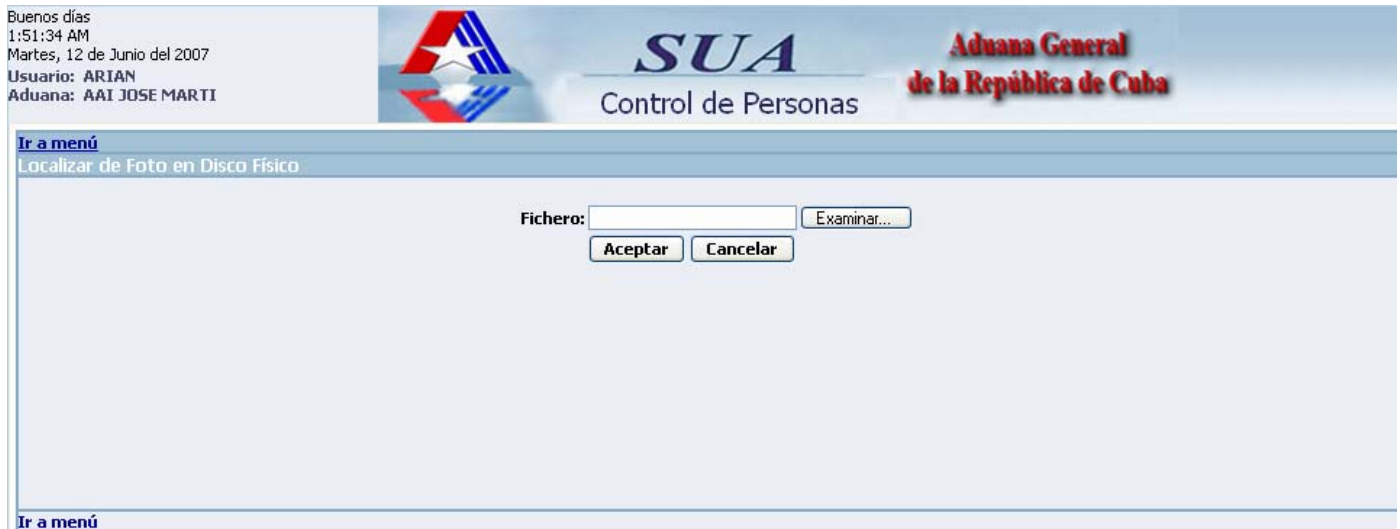 Buenos días
1:51:34 AM
Martes, 12 de Junio del 2007
Usuario: ARIAN
Aduana: AAI JOSE MARTI
SUA
Control de Personas
Aduana General
de la República de Cuba
Ir a menú
Localizar de Foto en Disco Físico
Fichero: Examinar...
Aceptar Cancelar
Ir a menú